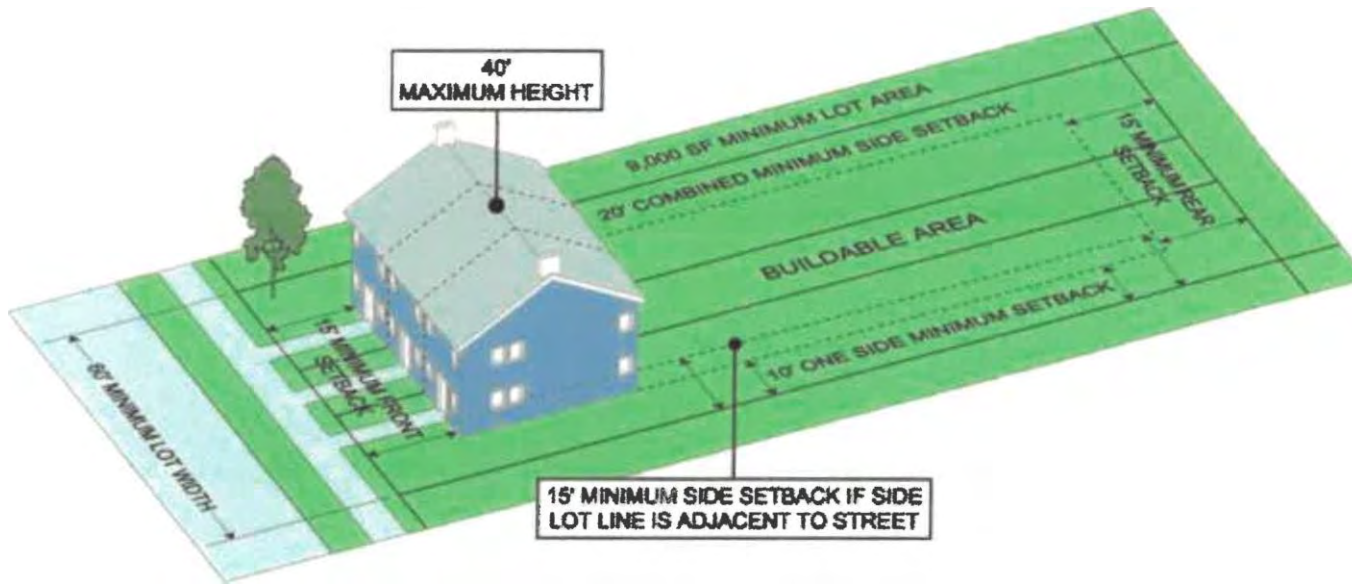 40'
MAXIMUM HEIGHT
9,000 SF MINIMUM LOT AREA
20' COMBINED MINIMUM SIDE SETBACK
15' MINIMUM REAR
SETBACK
BUILDABLE AREA
10' ONE SIDE MINIMUM SETBACK
15' MINIMUM FRONT
SETBACK
60' MINIMUM LOT WIDTH
15' MINIMUM SIDE SETBACK IF SIDE
LOT LINE IS ADJACENT TO STREET